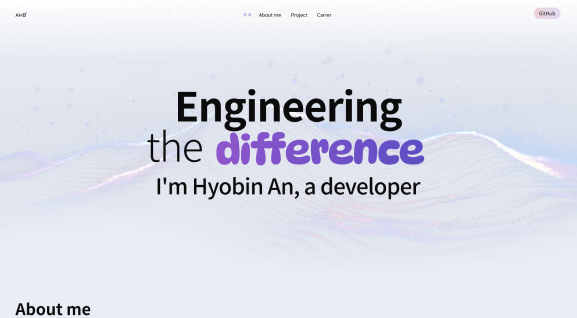 AHB
About me Project Carrer
GitHub
Engineering
the difference
I'm Hyobin An, a developer
About me